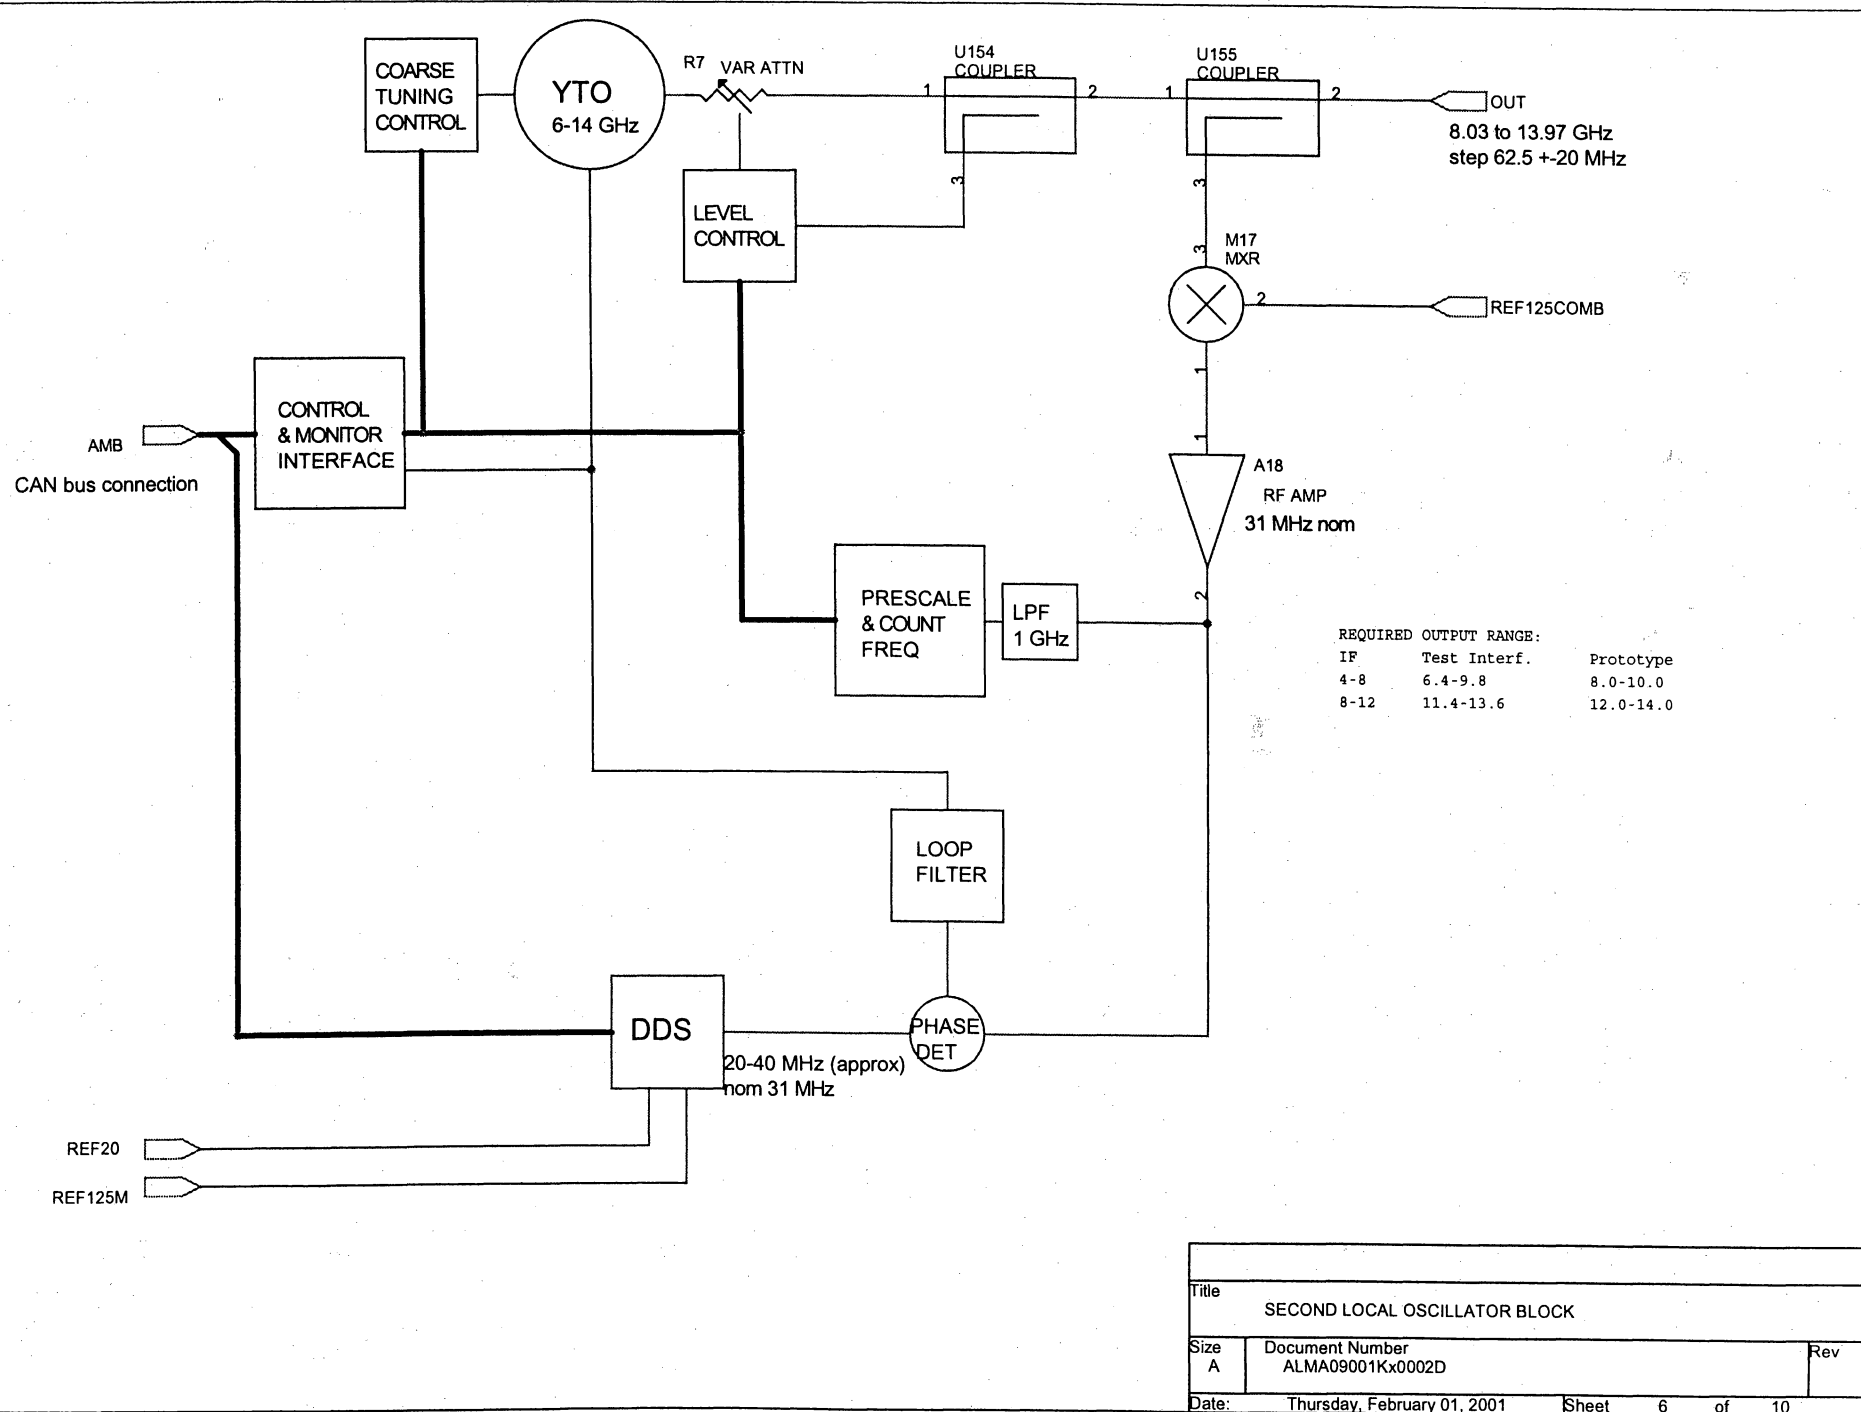 COARSE
TUNING
CONTROL
YTO
6-14 GHz
R7
VAR ATTN
U154
COUPLER
1
2
3
U155
COUPLER
1
2
3
OUT
8.03 to 13.97 GHz
step 62.5 +-20 MHz
LEVEL
CONTROL
3
M17
MXR
2
REF125COMB
1
CONTROL
& MONITOR
INTERFACE
AMB
CAN bus connection
1
A18
RF AMP
31 MHz nom
2
PRESCALE
& COUNT
FREQ
LPF
1 GHz
REQUIRED OUTPUT RANGE:
IF Test Interf. Prototype
4-8 6.4-9.8 8.0-10.0
8-12 11.4-13.6 12.0-14.0
LOOP
FILTER
DDS
PHASE
DET
20-40 MHz (approx)
nom 31 MHz
REF20
REF125M
Title
SECOND LOCAL OSCILLATOR BLOCK
Size
A
Document Number
ALMA09001Kx0002D
Rev
Date: Thursday, February 01, 2001 Sheet 6 of 10